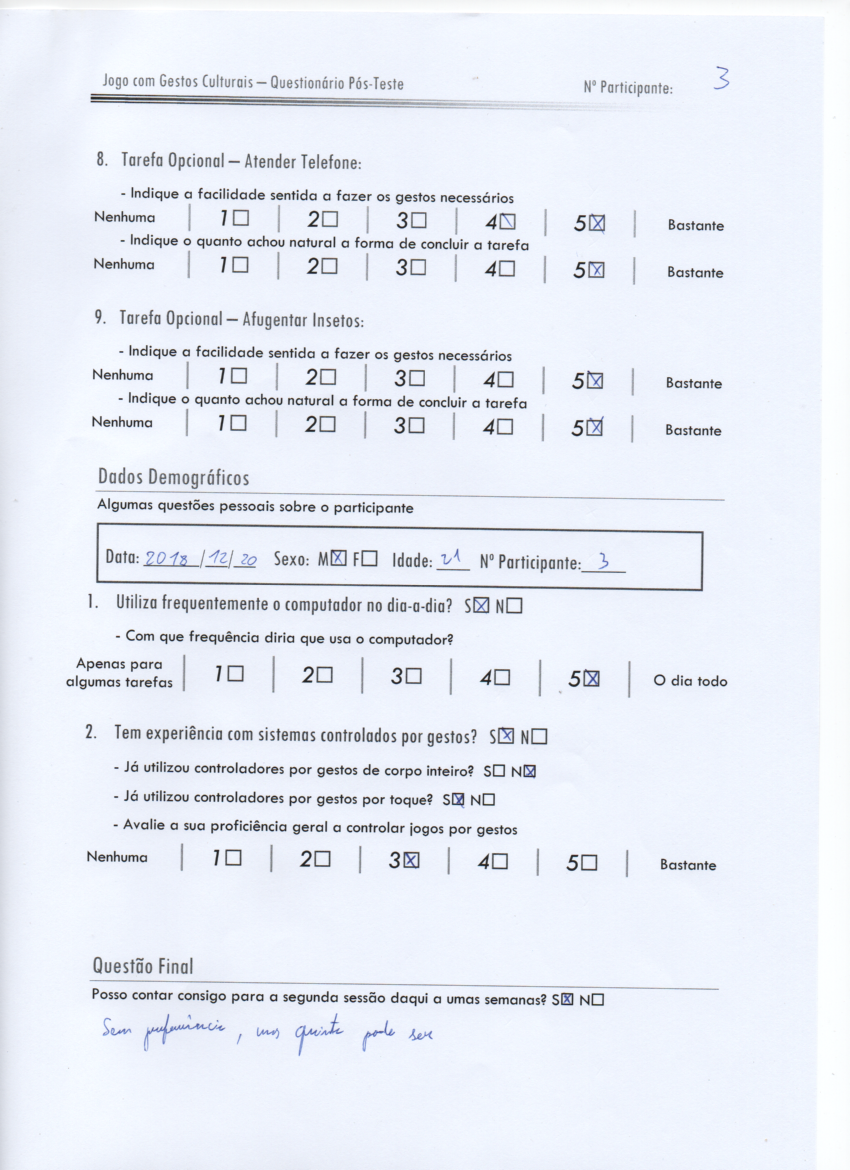 Jogo com Gestos Culturais – Questionário Pós-Teste Nº Participante: 3
8. Tarefa Opcional – Atender Telefone:
- Indique a facilidade sentida a fazer os gestos necessários
Nenhuma | 1☐ | 2☐ | 3☐ | 4☐ | 5☒ | Bastante
- Indique o quanto achou natural a forma de concluir a tarefa
Nenhuma | 1☐ | 2☐ | 3☐ | 4☐ | 5☒ | Bastante
9. Tarefa Opcional – Afugentar Insetos:
- Indique a facilidade sentida a fazer os gestos necessários
Nenhuma | 1☐ | 2☐ | 3☐ | 4☐ | 5☒ | Bastante
- Indique o quanto achou natural a forma de concluir a tarefa
Nenhuma | 1☐ | 2☐ | 3☐ | 4☐ | 5☒ | Bastante
Dados Demográficos
Algumas questões pessoais sobre o participante
Data: 2018/12/20 Sexo: M☒ F☐ Idade: 21 Nº Participante: 3
1. Utiliza frequentemente o computador no dia-a-dia? S☒ N☐
- Com que frequência diria que usa o computador?
Apenas para
algumas tarefas | 1☐ | 2☐ | 3☐ | 4☐ | 5☒ | O dia todo
2. Tem experiência com sistemas controlados por gestos? S☒ N☐
- Já utilizou controladores por gestos de corpo inteiro? S☐ N☒
- Já utilizou controladores por gestos por toque? S☒ N☐
- Avalie a sua proficiência geral a controlar jogos por gestos
Nenhuma | 1☐ | 2☐ | 3☒ | 4☐ | 5☐ | Bastante
Questão Final
Posso contar consigo para a segunda sessão daqui a umas semanas? S☒ N☐
Sem preferência, mas quinta pode ser